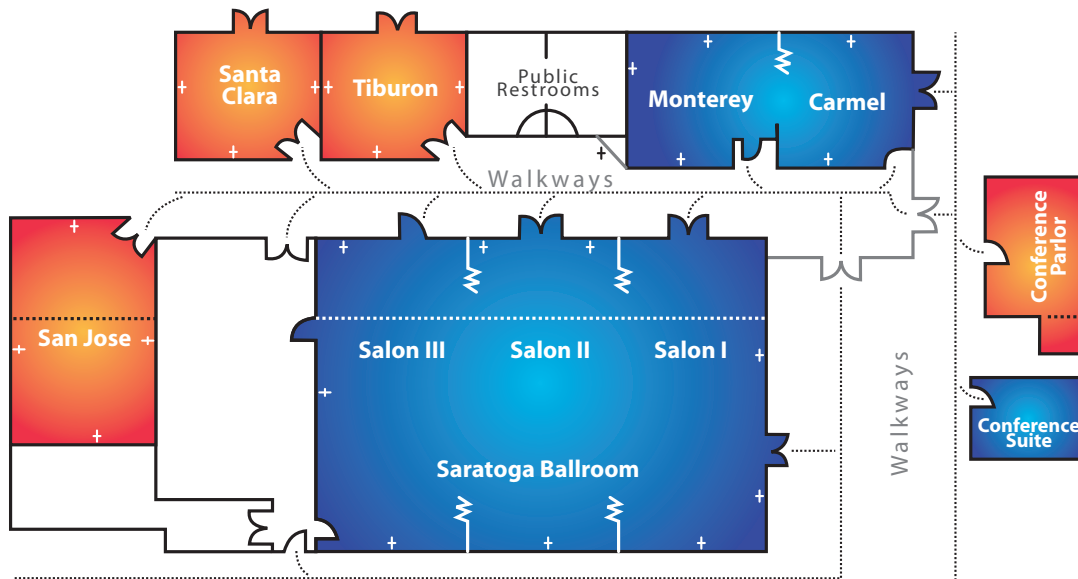 Santa
Clara
Tiburon
Public
Restrooms
Monterey
Carmel
Walkways
Conference
Parlor
San Jose
Salon III
Salon II
Salon I
Walkways
Conference
Suite
Saratoga Ballroom